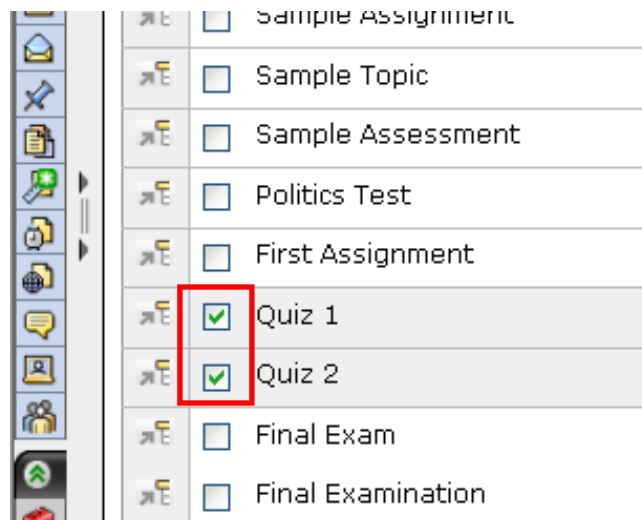 Sample Assignment
Sample Topic
Sample Assessment
Politics Test
First Assignment
Quiz 1
Quiz 2
Final Exam
Final Examination